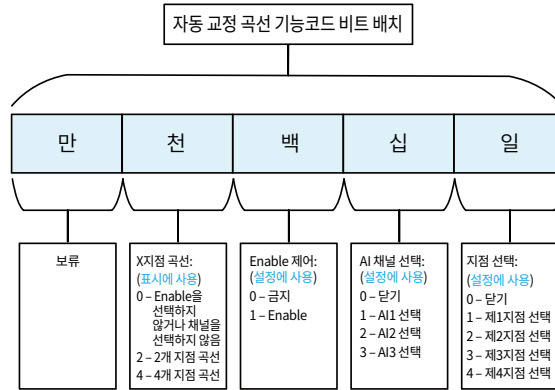 자동 교정 곡선 기능코드 비트 배치
만
천
백
십
일
보류
X지점 곡선:
(표시에 사용)
0 – Enable을
선택하지
않거나 채널을
선택하지 않음
2 – 2개 지점 곡선
4 – 4개 지점 곡선
Enable 제어:
(설정에 사용)
0 – 금지
1 – Enable
AI 채널 선택:
(설정에 사용)
0 – 닫기
1 – AI1 선택
2 – AI2 선택
3 – AI3 선택
지점 선택:
(설정에 사용)
0 – 닫기
1 – 제1지점 선택
2 – 제2지점 선택
3 – 제3지점 선택
4 – 제4지점 선택